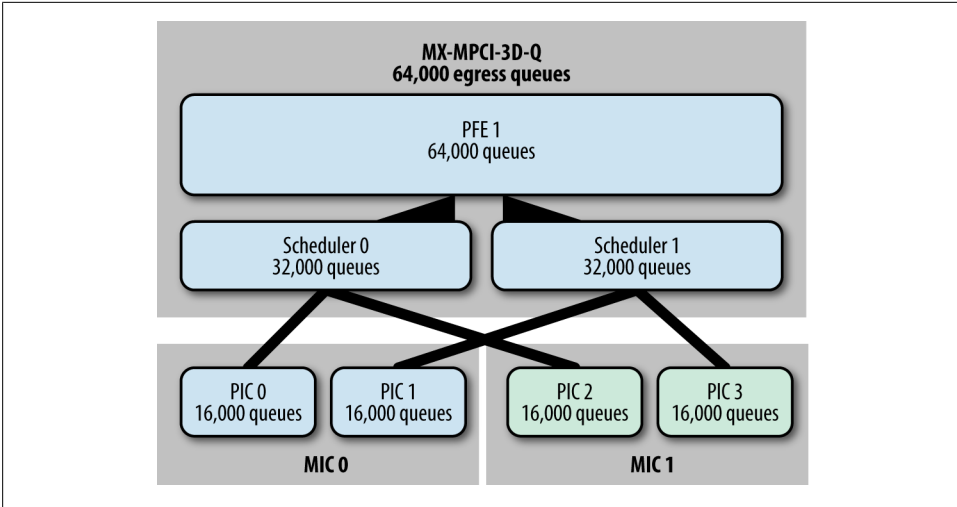 MX-MPCI-3D-Q
64,000 egress queues
PFE 1
64,000 queues
Scheduler 0
32,000 queues
Scheduler 1
32,000 queues
PIC 0
16,000 queues
PIC 1
16,000 queues
PIC 2
16,000 queues
PIC 3
16,000 queues
MIC 0
MIC 1